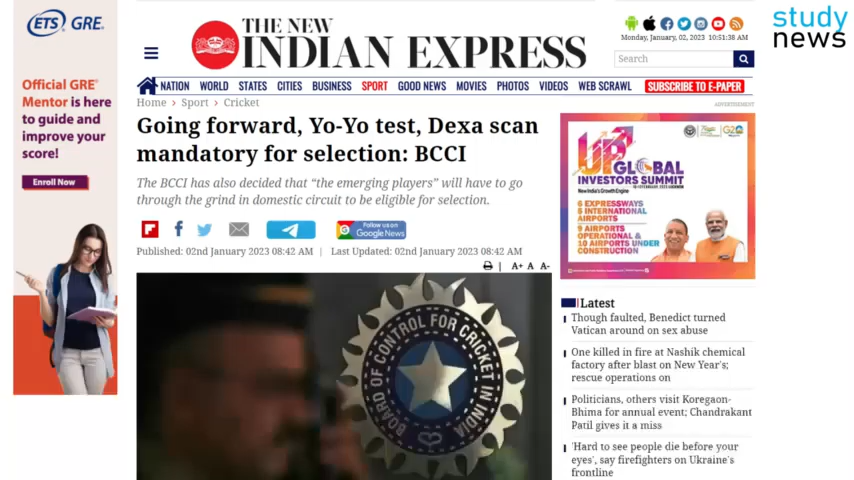 ETS GRE
Official GRE
Mentor is here
to guide and
improve your
score!
Enroll Now
THE NEW
INDIAN EXPRESS
Monday, January, 02, 2023 10:51:38 AM
Search
study
news
NATION WORLD STATES CITIES BUSINESS SPORT GOOD NEWS MOVIES PHOTOS VIDEOS WEB SCRAWL SUBSCRIBE TO E-PAPER
Home > Sport > Cricket
ADVERTISEMENT
Going forward, Yo-Yo test, Dexa scan
mandatory for selection: BCCI
The BCCI has also decided that “the emerging players” will have to go
through the grind in domestic circuit to be eligible for selection.
Follow us on
Google News
Published: 02nd January 2023 08:42 AM | Last Updated: 02nd January 2023 08:42 AM
A+ A A-
BOARD OF CONTROL FOR CRICKET IN INDIA
UP GLOBAL
INVESTORS SUMMIT
New India's Growth Engine
G20
6 EXPRESSWAYS
5 INTERNATIONAL
AIRPORTS
9 AIRPORTS
OPERATIONAL &
10 AIRPORTS UNDER
CONSTRUCTION
Latest
Though faulted, Benedict turned
Vatican around on sex abuse
One killed in fire at Nashik chemical
factory after blast on New Year's;
rescue operations on
Politicians, others visit Koregaon-
Bhima for annual event; Chandrakant
Patil gives it a miss
'Hard to see people die before your
eyes', say firefighters on Ukraine's
frontline